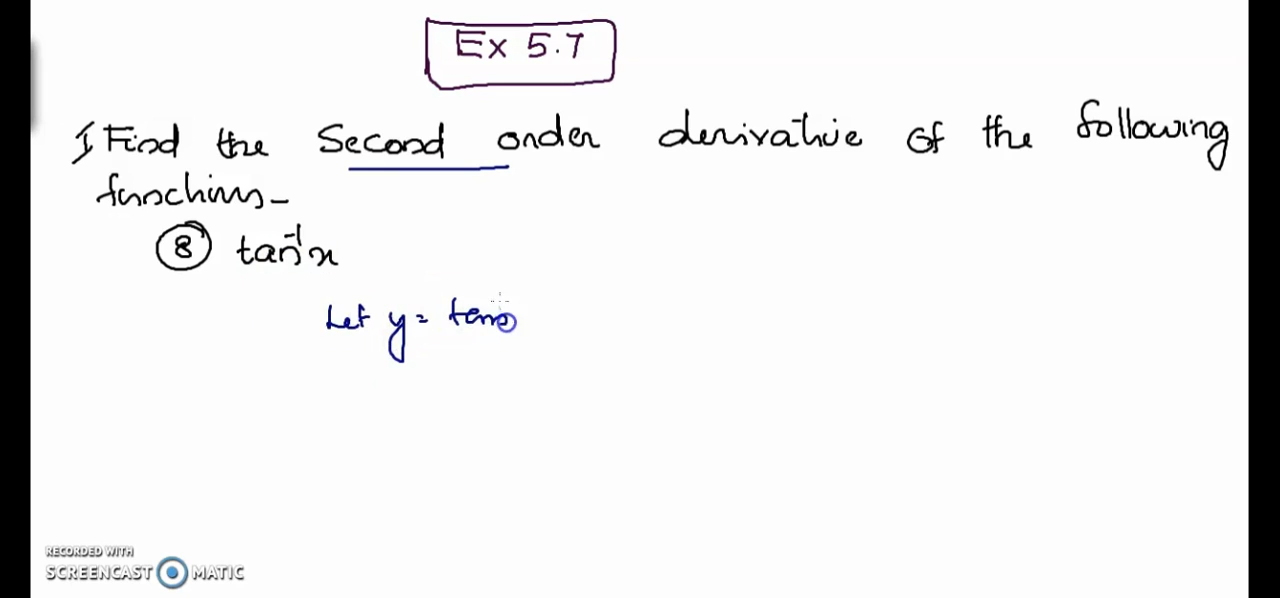 Ex 5.7
I Find the Second order derivative of the following
functions-
⑧ tan⁻¹x
Let y = tan
RECORDED WITH
SCREENCAST MATIC